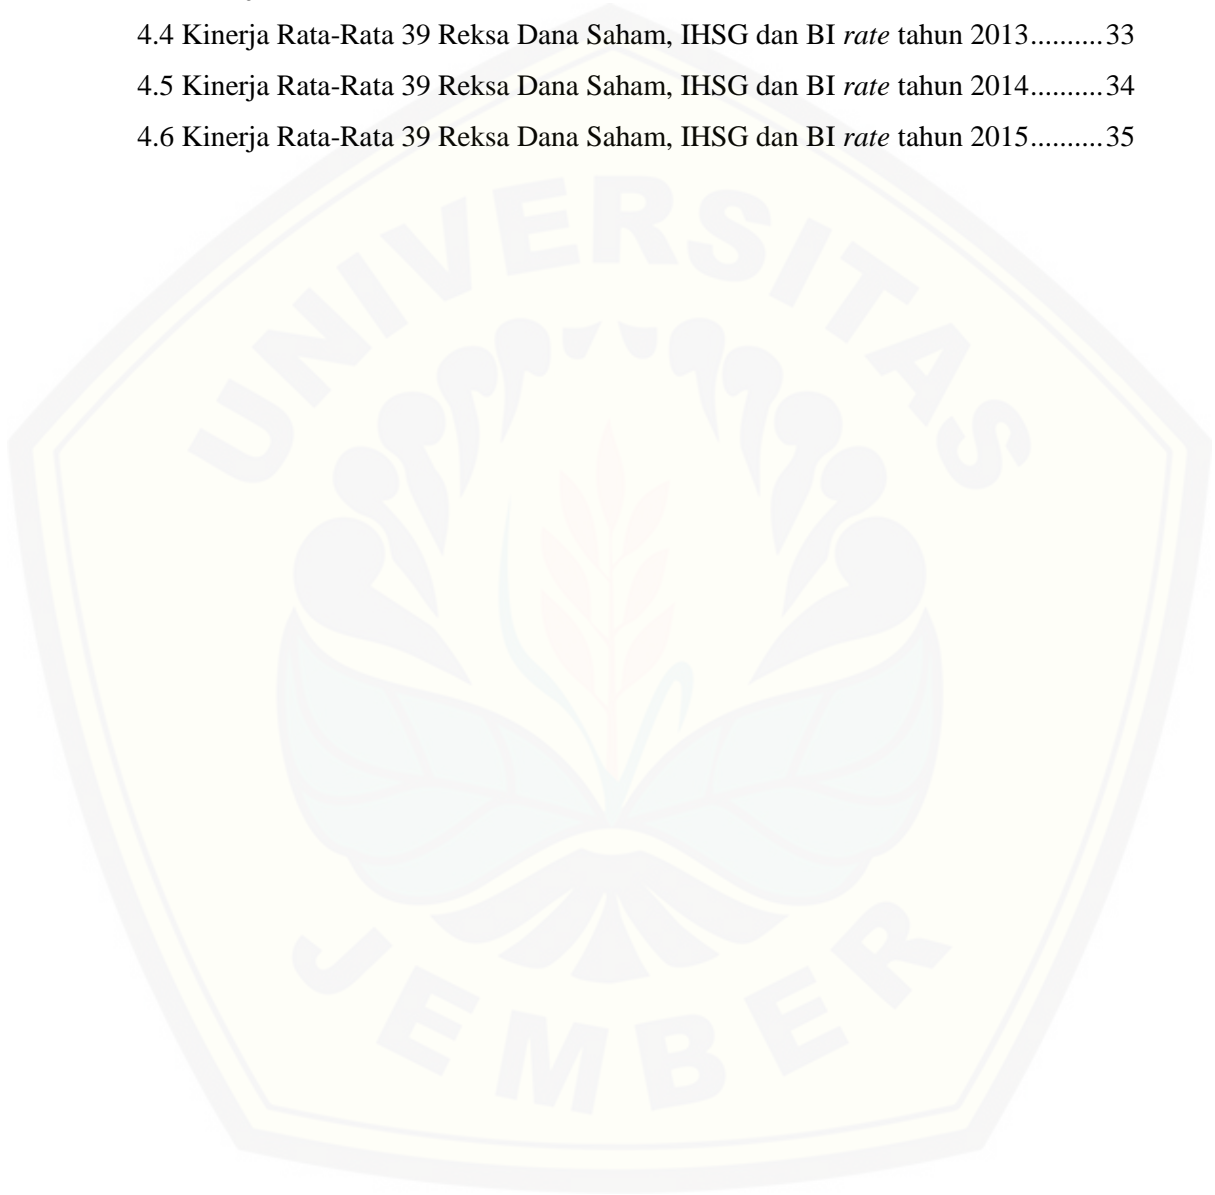 4.4 Kinerja Rata-Rata 39 Reksa Dana Saham, IHSG dan BI rate tahun 2013..........33
4.5 Kinerja Rata-Rata 39 Reksa Dana Saham, IHSG dan BI rate tahun 2014..........34
4.6 Kinerja Rata-Rata 39 Reksa Dana Saham, IHSG dan BI rate tahun 2015..........35
UNIVERSITAS
JEMBER